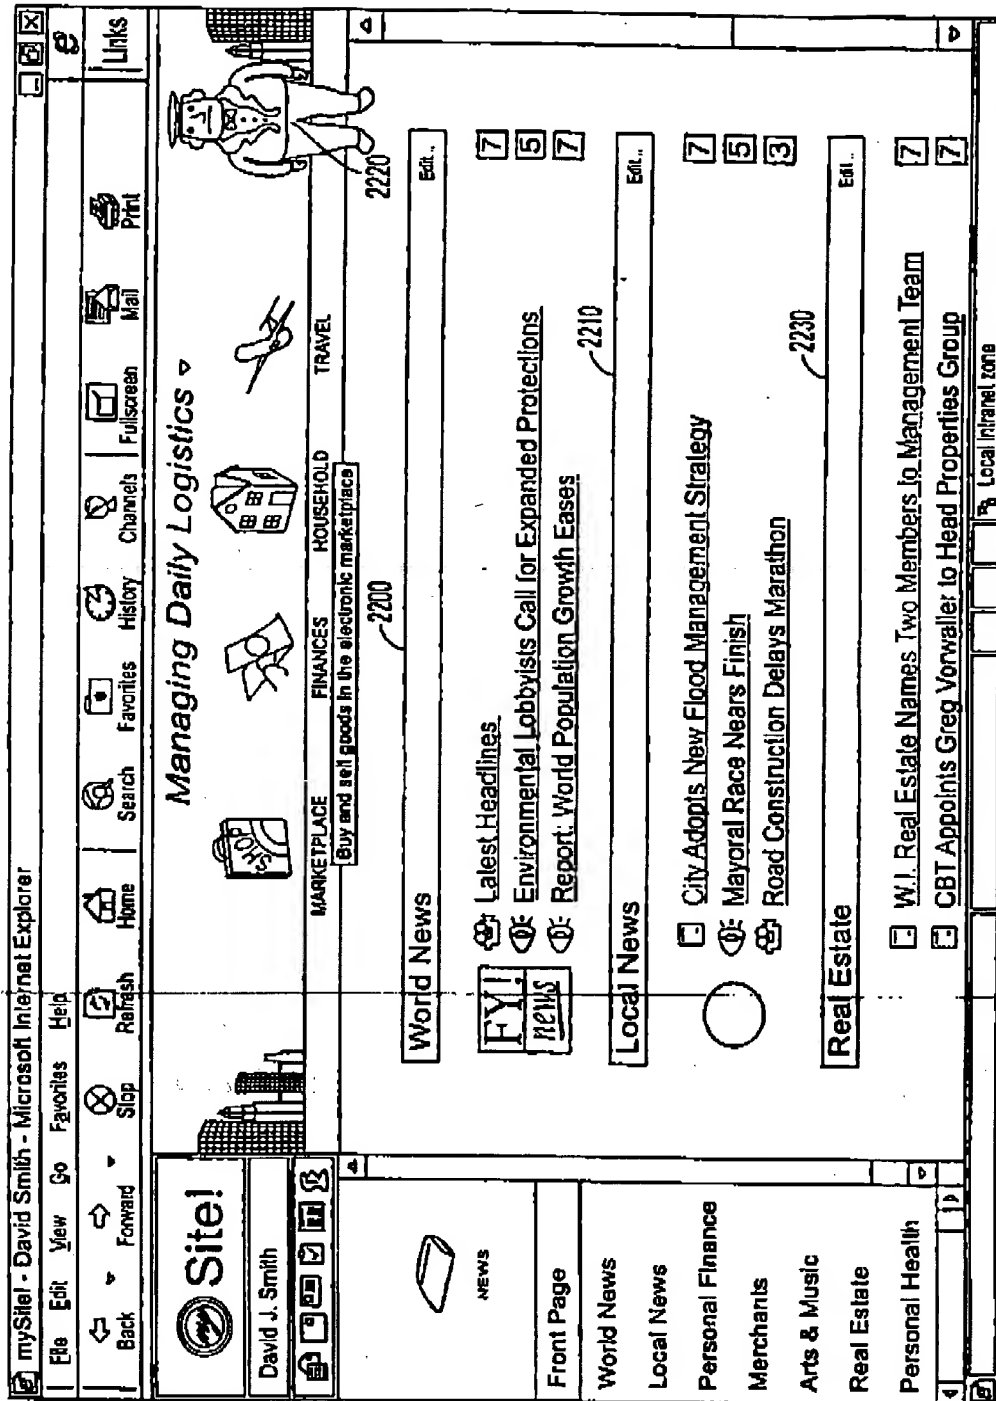 mySite! - David Smith - Microsoft Internet Explorer
File Edit View Go Favorites Help
Back Forward Stop Refresh Home Search Favorites History Channels Fullscreen Mail Print
Links
my Site!
David J. Smith
Managing Daily Logistics
SHO
MARKETPLACE FINANCES HOUSEHOLD TRAVEL
Buy and sell goods in the electronic marketplace
2220
NEWS
Front Page
World News
Local News
Personal Finance
Merchants
Arts & Music
Real Estate
Personal Health
2200
World News Edit...
FYI
news
Latest Headlines 7
Environmental Lobbyists Call for Expanded Protections 5
Report: World Population Growth Eases 7
2210
Local News Edit...
City Adopts New Flood Management Strategy 7
Mayoral Race Nears Finish 5
Road Construction Delays Marathon 3
2230
Real Estate Edit...
W.I. Real Estate Names Two Members to Management Team 7
CBT Appoints Greg Vorwaller to Head Properties Group 7
Local intranet zone